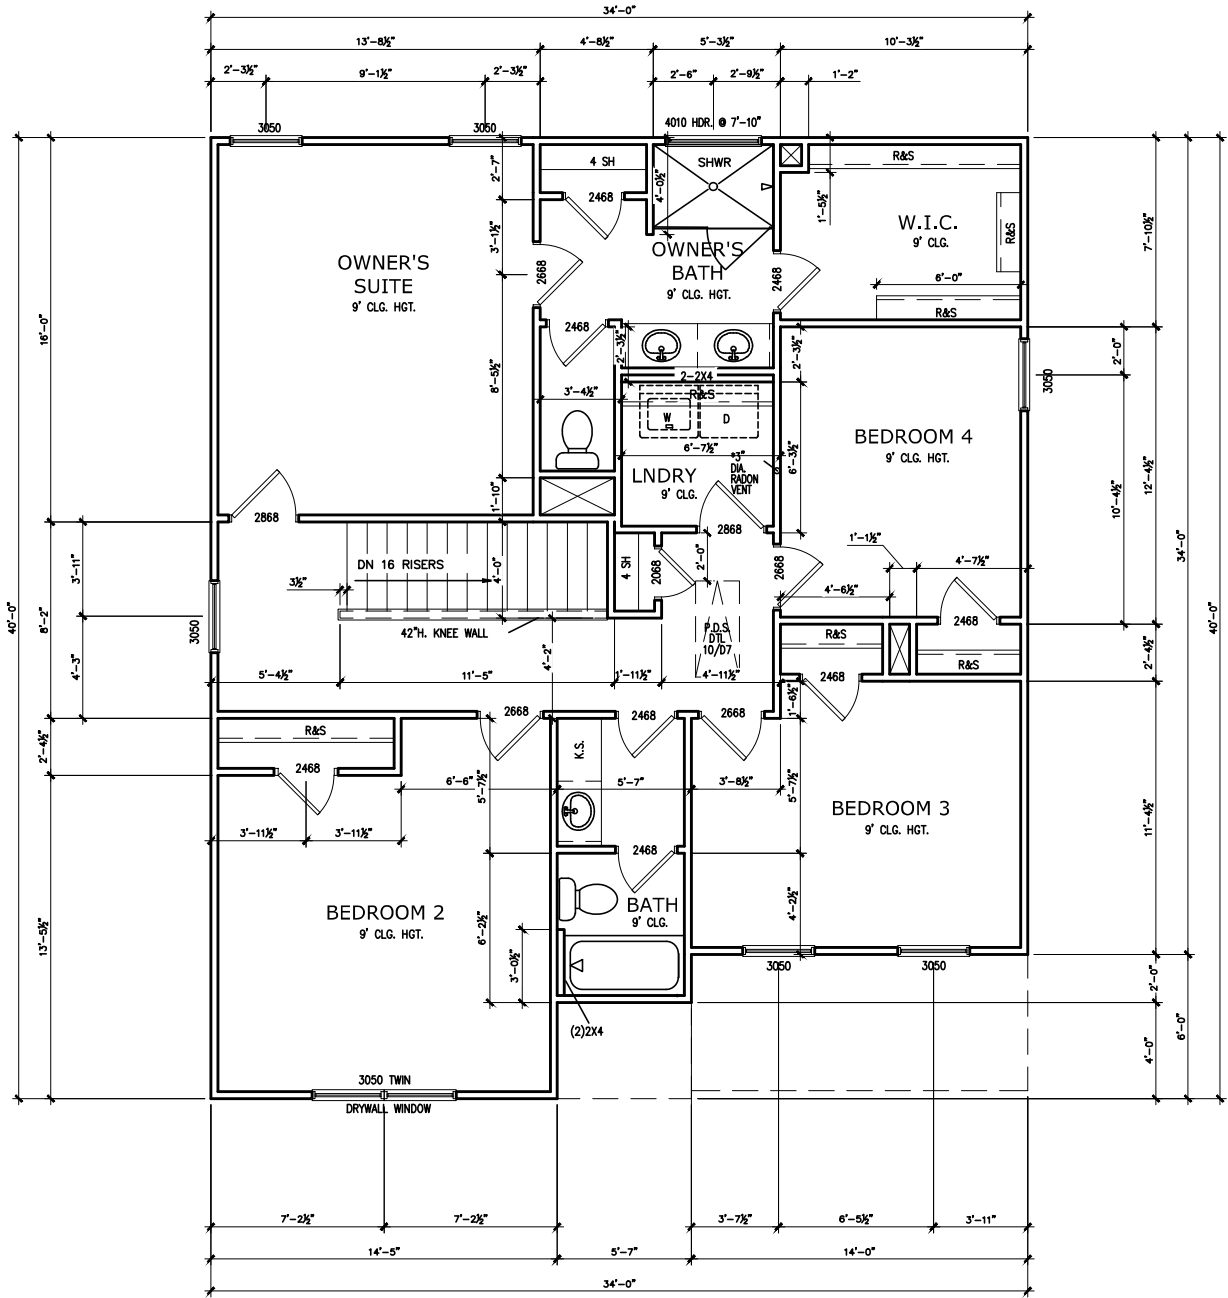 34'-0"
13'-8½" 4'-8½" 5'-3½" 10'-3½"
2'-3½" 9'-1½" 2'-3½" 2'-6" 2'-9½" 1'-2"
3050 3050 4010 HDR. @ 7'-10"
4 SH SHWR R&S
2'-7" 4'-0½"
2468 1'-5½"
W.I.C.
9' CLG.
R&S
7'-10½"
3'-1½"
OWNER'S
SUITE
9' CLG. HGT.
OWNER'S
BATH
9' CLG. HGT.
2668 2468
6'-0"
R&S
16'-0"
2468
2'-3½" 2'-3½" 2'-0"
2-2X4
R&S
3050
8'-5½"
3'-4½"
W D
BEDROOM 4
9' CLG. HGT.
6'-7½" 6'-3½"
LNDRY
9' CLG.
*3"
DIA.
RADON
VENT
12'-4½"
10'-4½"
1'-10"
2868 2868
34'-0"
40'-0"
3'-11"
DN 16 RISERS
4'-0"
3½"
4 SH
2068
2'-0"
2668
1'-1½" 4'-7½"
4'-6½"
40'-0"
8'-2"
3050
42"H. KNEE WALL
4'-2"
P.D.S.
DTL
10/D7
R&S
2468
R&S
2'-4½"
4'-3"
5'-4½" 11'-5" 1'-11½" 4'-11½"
2468
1'-6½"
2668 2468 2668
R&S
2'-4½"
2468
K.S.
6'-6" 5'-7½" 5'-7" 3'-8½" 5'-7½"
BEDROOM 3
9' CLG. HGT.
11'-4½"
3'-11½" 3'-11½"
2468
BEDROOM 2
9' CLG. HGT.
BATH
9' CLG.
6'-2½" 4'-2½"
13'-5½"
3'-0½"
3050 3050
2'-0"
(2)2X4
6'-0"
4'-0"
3050 TWIN
DRYWALL WINDOW
7'-2½" 7'-2½" 3'-7½" 6'-5½" 3'-11"
14'-5" 5'-7" 14'-0"
34'-0"